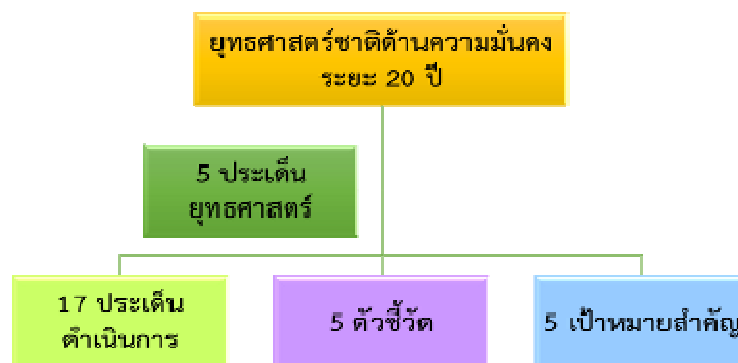 ยุทธศาสตร์ชาติด้านความมั่นคง
ระยะ 20 ปี
5 ประเด็น
ยุทธศาสตร์
17 ประเด็น
ดำเนินการ
5 ตัวชี้วัด
5 เป้าหมายสำคัญ